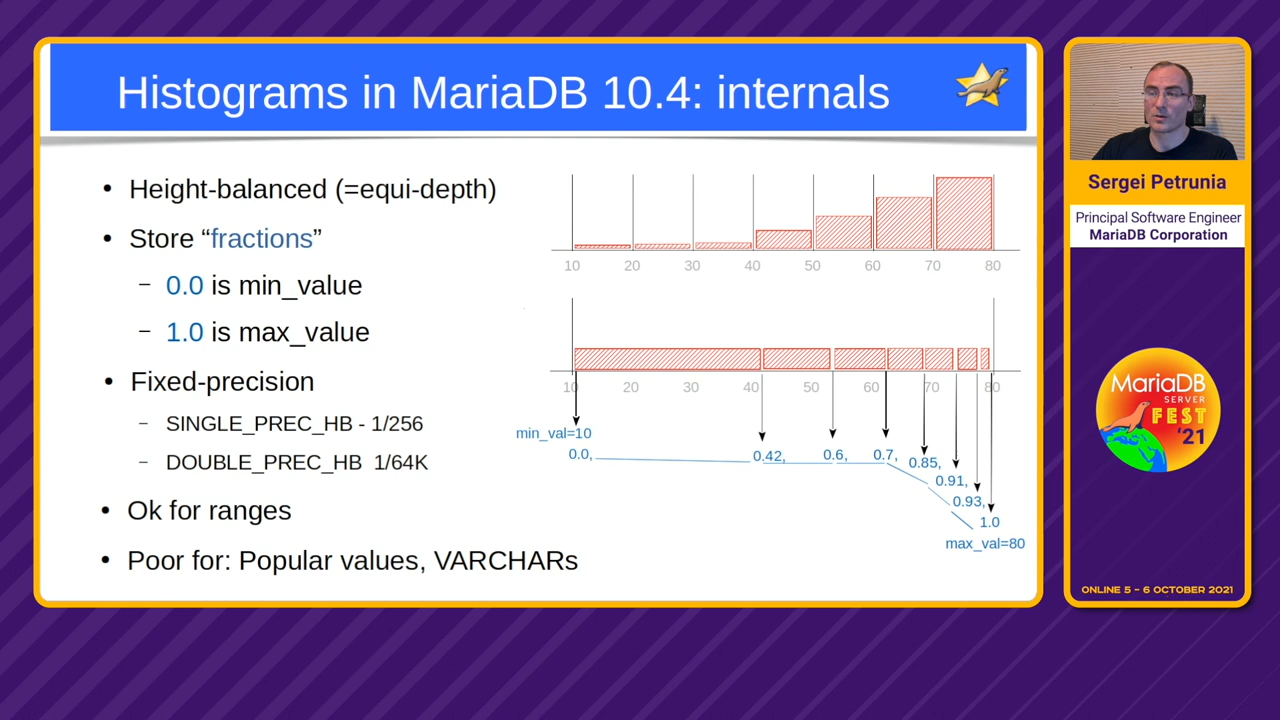 Histograms in MariaDB 10.4: internals
• Height-balanced (=equi-depth)
• Store “fractions”
– 0.0 is min_value
– 1.0 is max_value
• Fixed-precision
– SINGLE_PREC_HB - 1/256
– DOUBLE_PREC_HB 1/64K
• Ok for ranges
• Poor for: Popular values, VARCHARs
10 20 30 40 50 60 70 80
10 20 30 40 50 60 70 80
min_val=10
0.0, 0.42, 0.6, 0.7, 0.85,
0.91,
0.93,
1.0
max_val=80
Sergei Petrunia
Principal Software Engineer
MariaDB Corporation
MariaDB
SERVER
FEST
'21
ONLINE 5 - 6 OCTOBER 2021